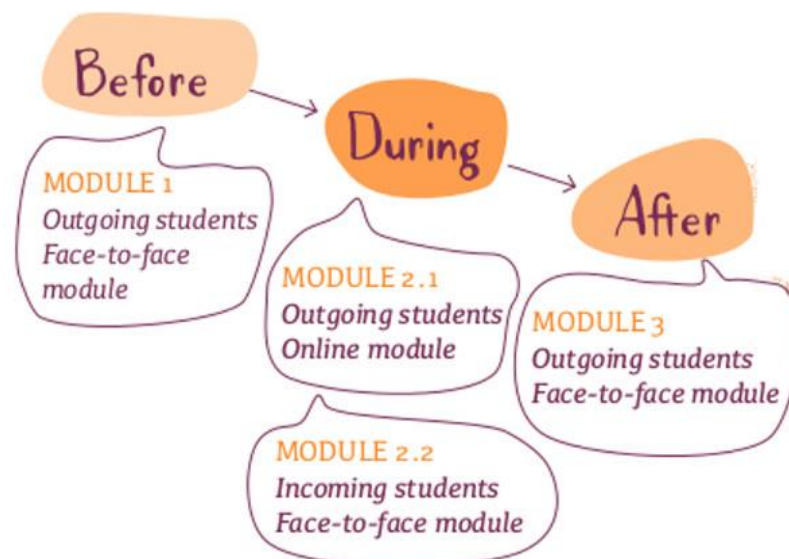 Before
MODULE 1
Outgoing students
Face-to-face
module
During
MODULE 2.1
Outgoing students
Online module
MODULE 2.2
Incoming students
Face-to-face module
After
MODULE 3
Outgoing students
Face-to-face module